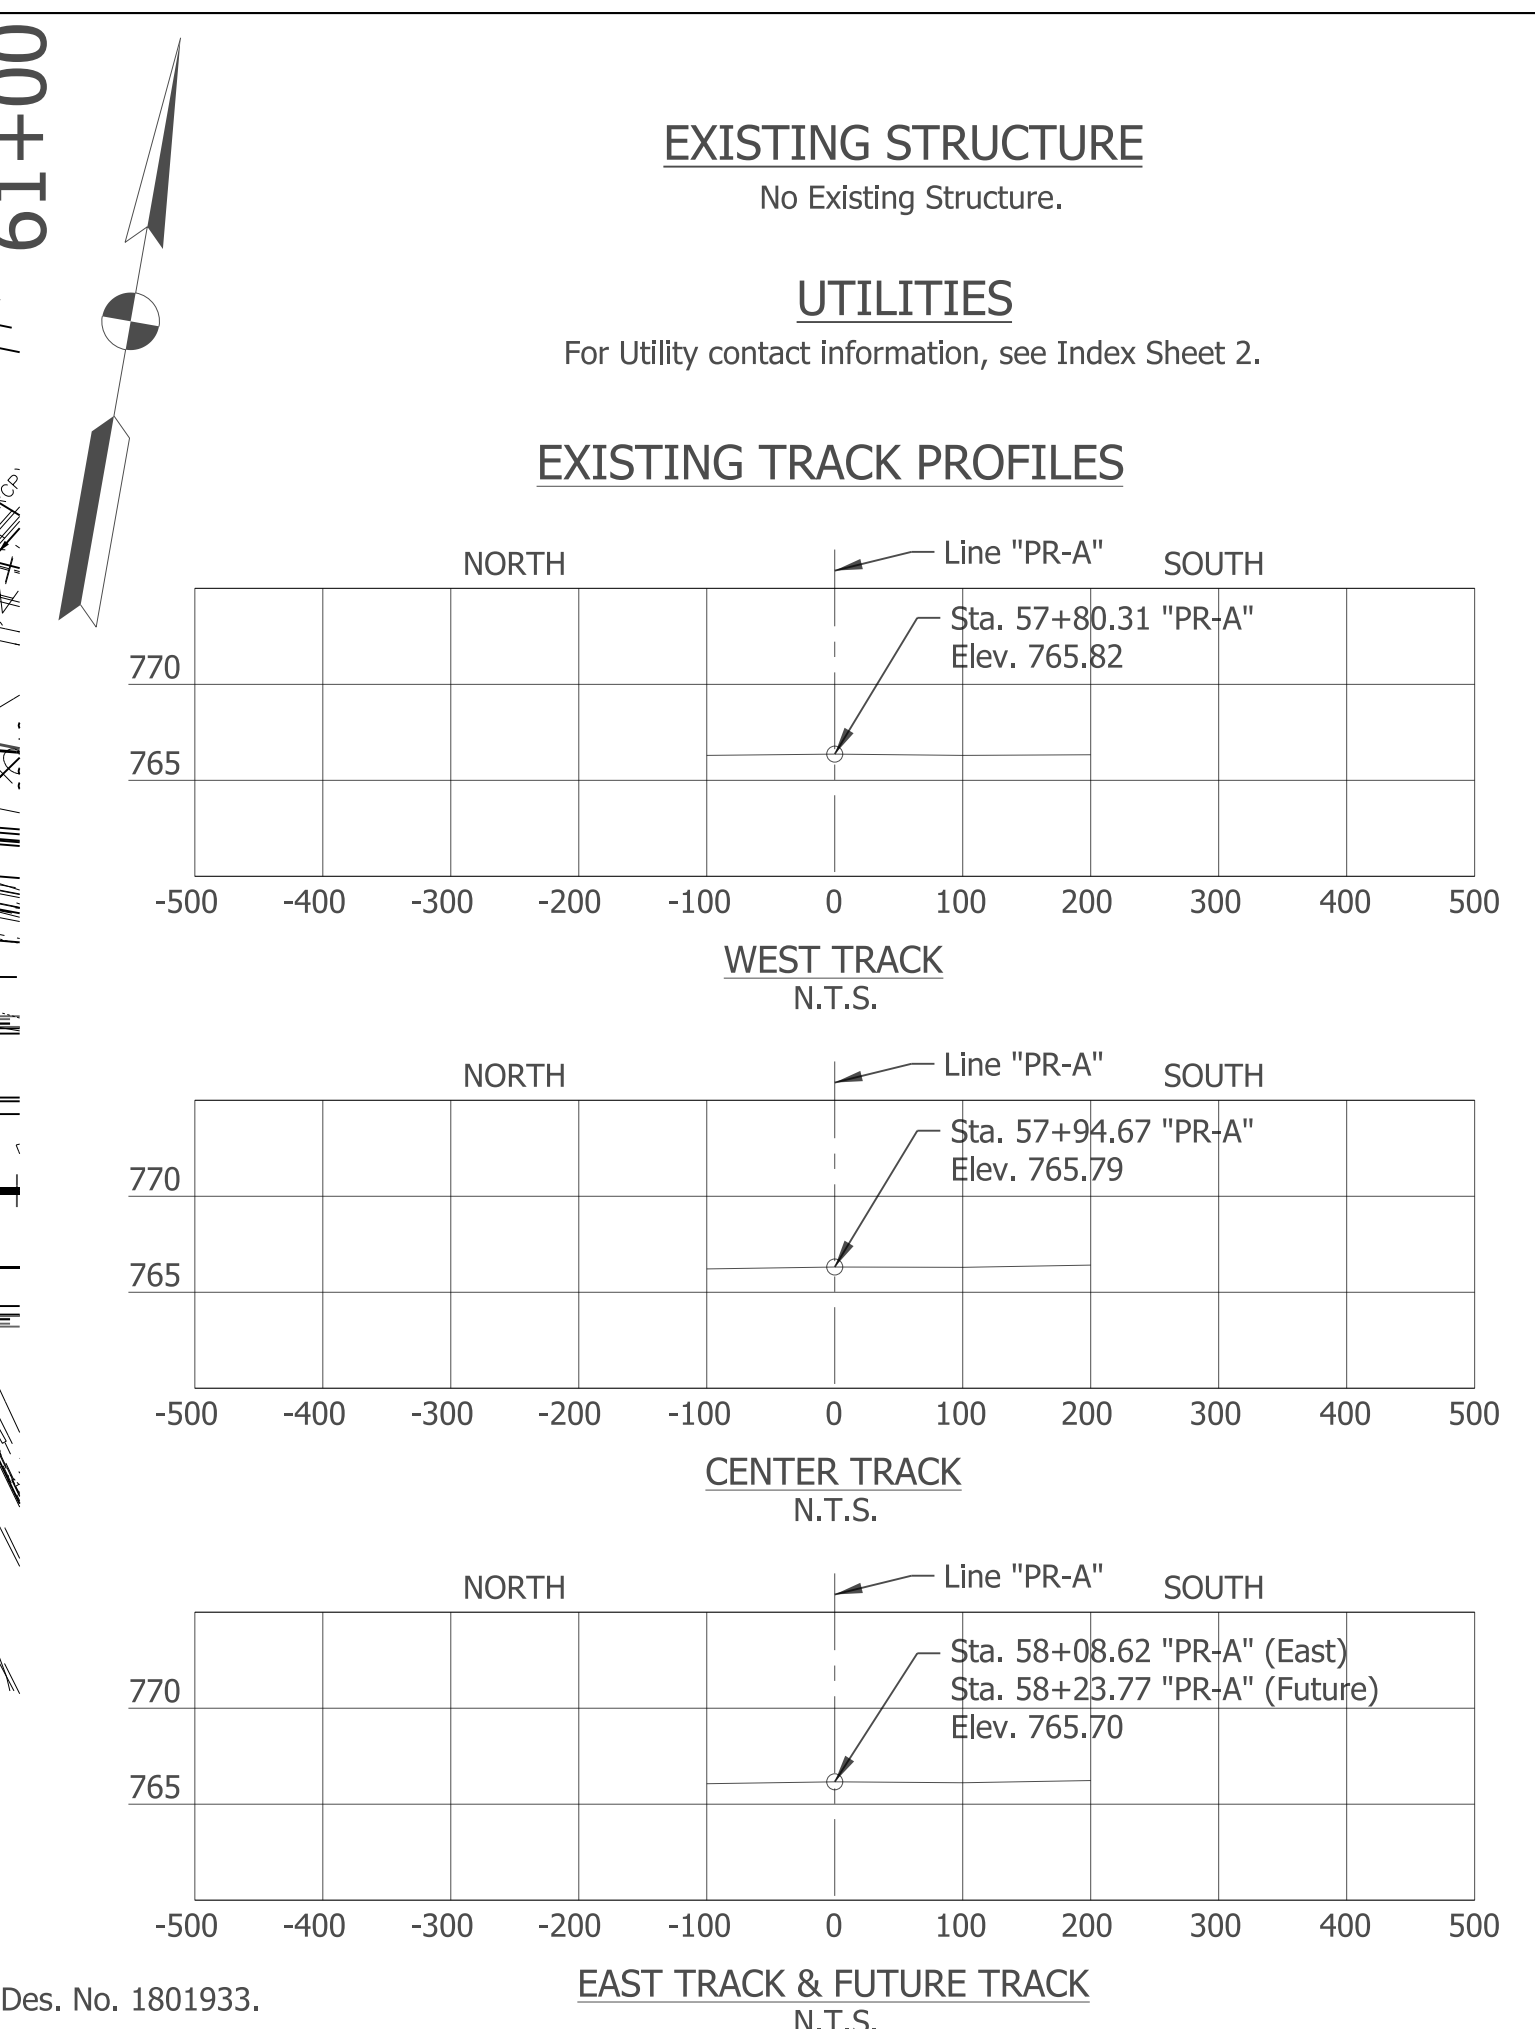 61+00
EXISTING STRUCTURE
No Existing Structure.
UTILITIES
For Utility contact information, see Index Sheet 2.
EXISTING TRACK PROFILES
NORTH
Line "PR-A"
SOUTH
Sta. 57+80.31 "PR-A"
Elev. 765.82
770
765
-500 -400 -300 -200 -100 0 100 200 300 400 500
WEST TRACK
N.T.S.
NORTH
Line "PR-A"
SOUTH
Sta. 57+94.67 "PR-A"
Elev. 765.79
770
765
-500 -400 -300 -200 -100 0 100 200 300 400 500
CENTER TRACK
N.T.S.
NORTH
Line "PR-A"
SOUTH
Sta. 58+08.62 "PR-A" (East)
Sta. 58+23.77 "PR-A" (Future)
Elev. 765.70
770
765
-500 -400 -300 -200 -100 0 100 200 300 400 500
EAST TRACK & FUTURE TRACK
N.T.S.
Des. No. 1801933.